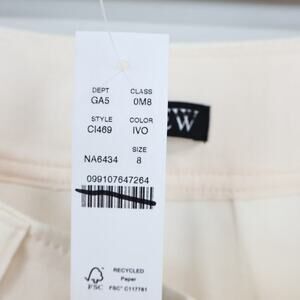 DEPT CLASS
GA5 0M8
STYLE COLOR
CI469 IVO
SIZE
NA6434 8
099107647264
FSC
RECYCLED
Paper
FSC® C117781